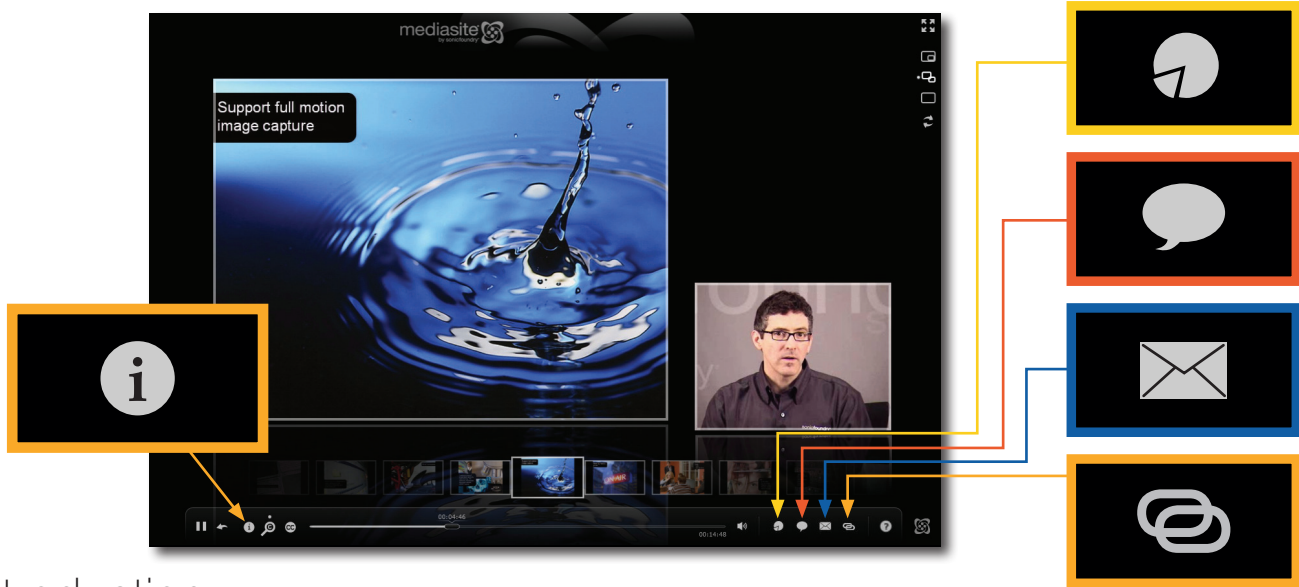 mediasite
by sonicfoundry
Support full motion
image capture
00:04:46
00:14:48